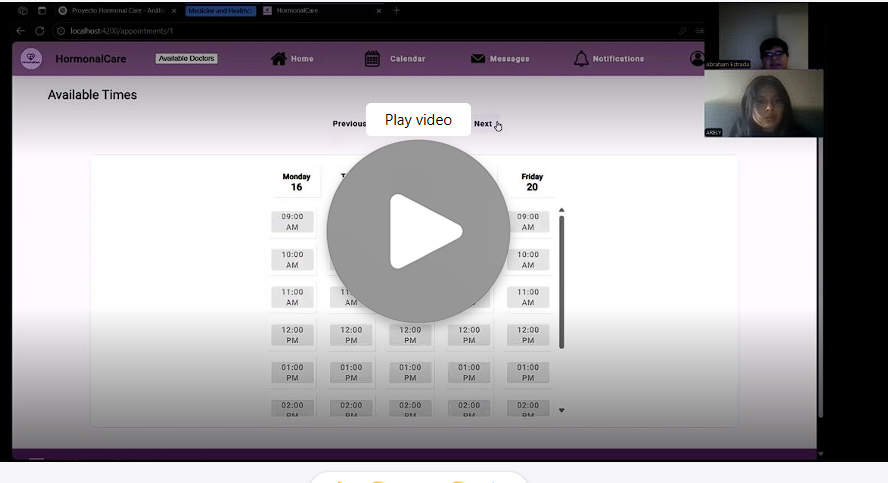 Proyecto Hormonal Care - Análi
Medicine and Healthc
HormonalCare
localhost:4200/appointments/1
HormonalCare
Available Doctors
Home
Calendar
Messages
Notifications
Abraham Estrada
ARELY
Available Times
Previous
Play video
Next
Monday
16
Friday
20
09:00 AM
09:00 AM
10:00 AM
10:00 AM
11:00 AM
AM
11:00 AM
12:00 PM
12:00 PM
12:00 PM
12:00 PM
12:00 PM
01:00 PM
01:00 PM
01:00 PM
01:00 PM
01:00 PM
02:00 PM
02:00 PM
02:00 PM
02:00 PM
02:00 PM